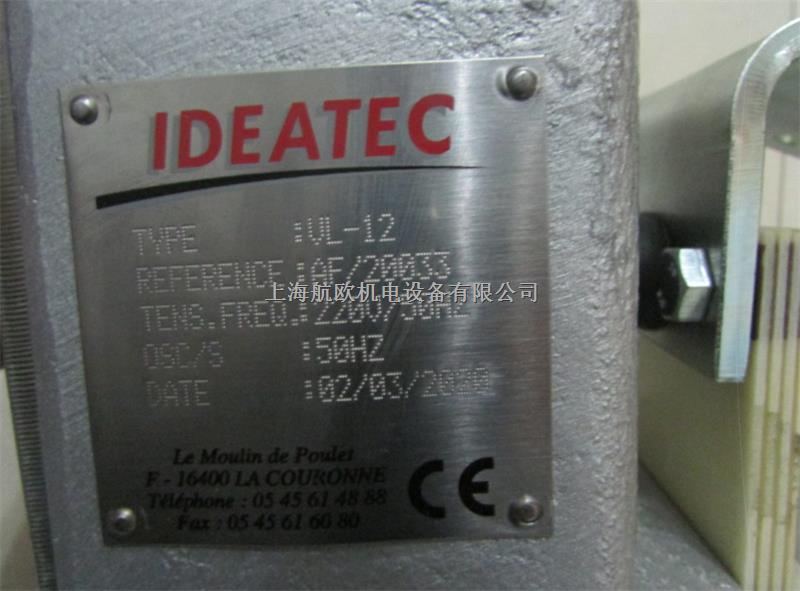 IDEATEC
TYPE :VL-12
REFERENCE :AF/20033
上海航欧机电设备有限公司
TENS.FREQ.:220V/50HZ
OSC/S :50HZ
DATE :02/03/2000
Le Moulin de Poulet
F - 16400 LA COURONNE
Téléphone : 05 45 61 48 88
Fax : 05 45 61 60 80
CE